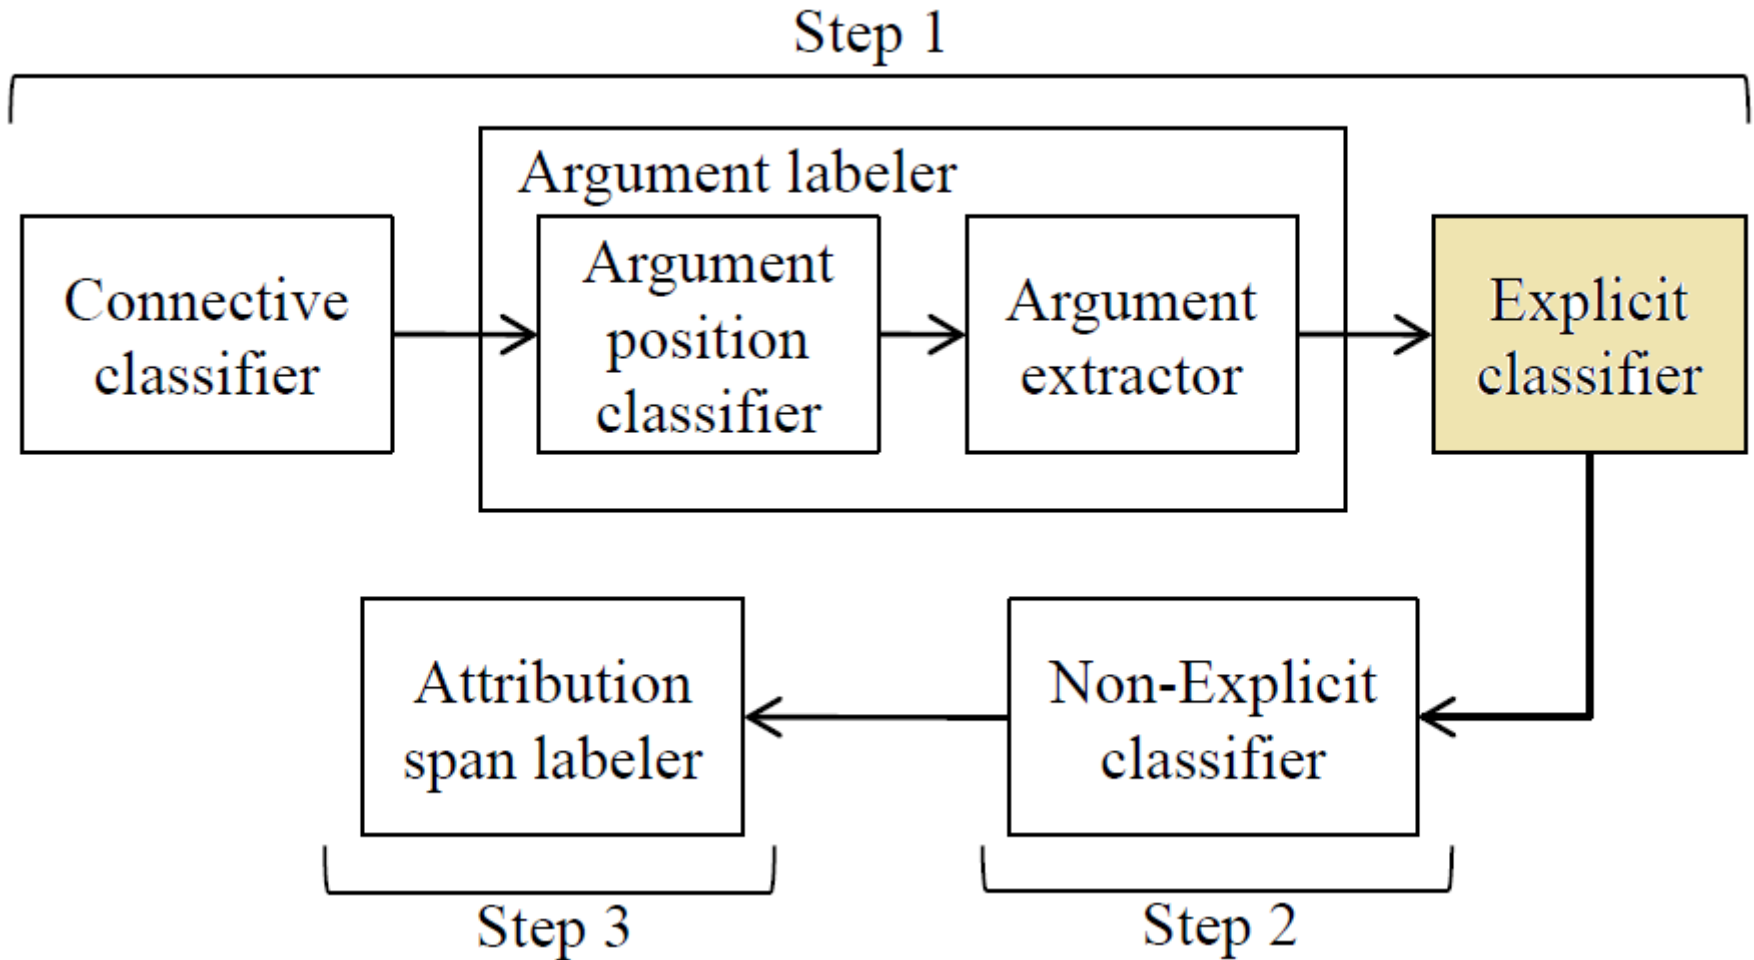 Step 1
Argument labeler
Connective
classifier
Argument
position
classifier
Argument
extractor
Explicit
classifier
Attribution
span labeler
Non-Explicit
classifier
Step 3
Step 2